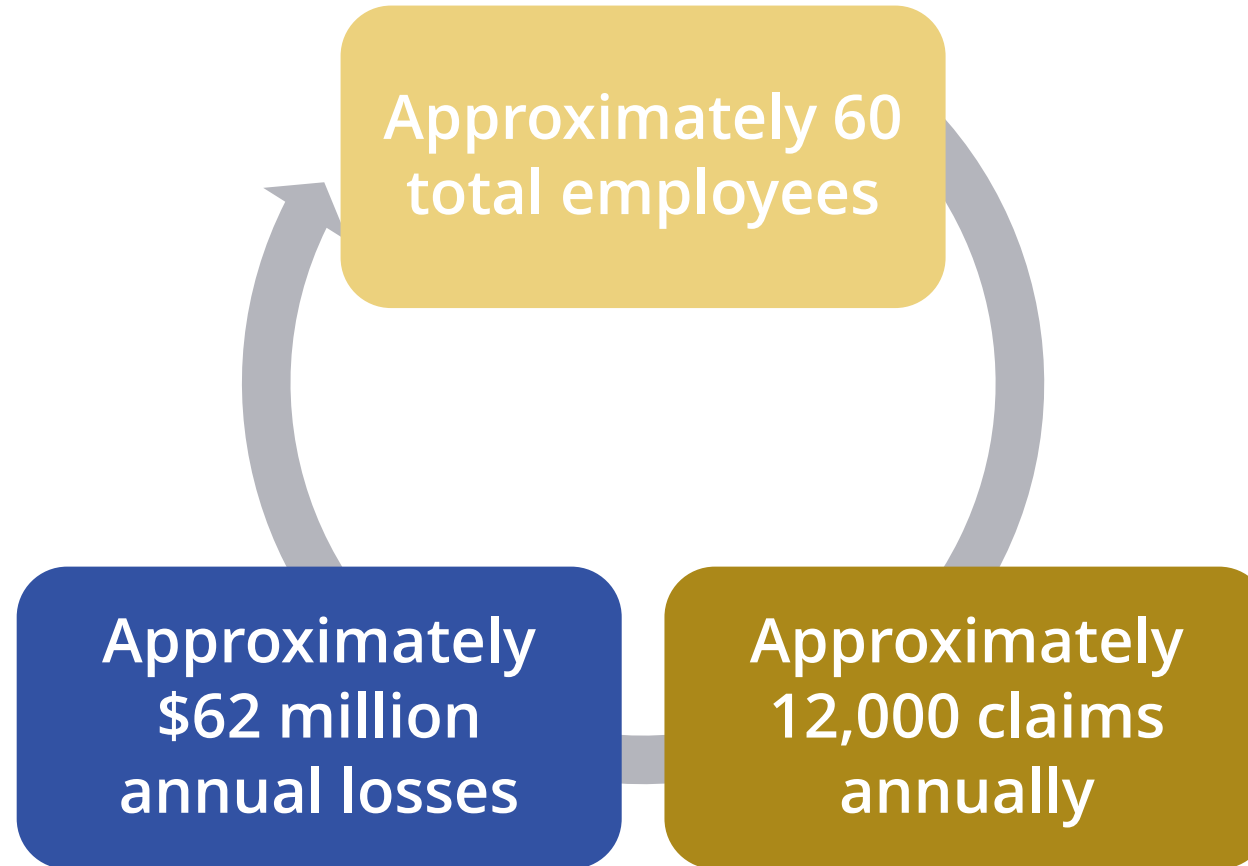 Approximately 60
total employees
Approximately
$62 million
annual losses
Approximately
12,000 claims
annually